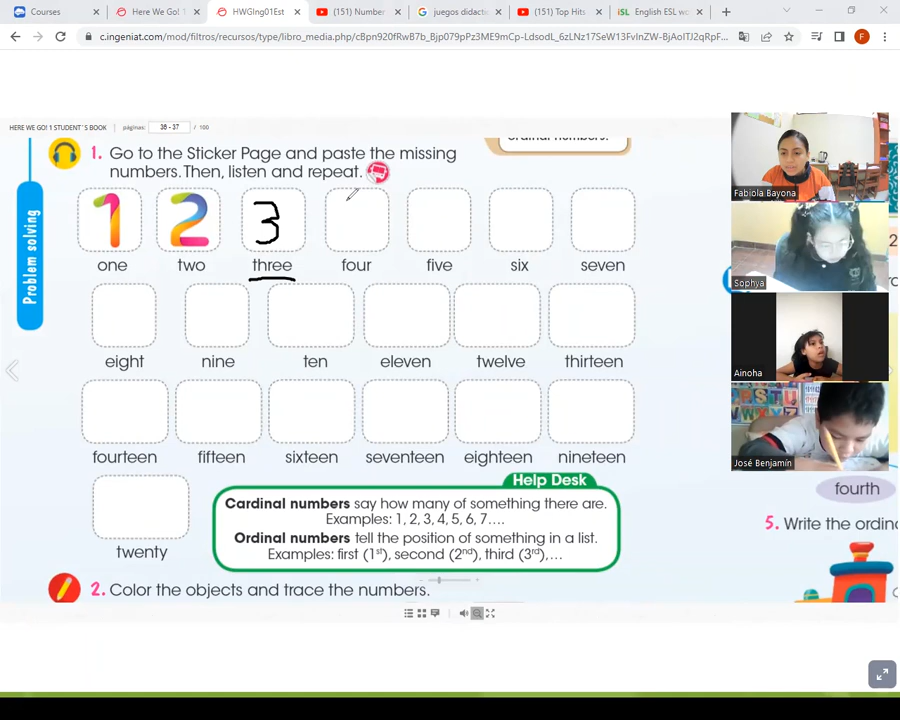 Courses
Here We Go! 1
HWGIng01Est
(151) Number
juegos didacti
(151) Top Hits
English ESL wo
c.ingeniat.com/mod/filtros/recursos/type/libro_media.php/
F
HERE WE GO! 1 STUDENT´S BOOK
páginas:
36 - 37
/ 100
ordinal numbers.
Problem solving
1. Go to the Sticker Page and paste the missing
numbers. Then, listen and repeat.
1 2 3
one two three four five six seven
eight nine ten eleven twelve thirteen
fourteen fifteen sixteen seventeen eighteen nineteen
twenty
Help Desk
Cardinal numbers say how many of something there are.
Examples: 1, 2, 3, 4, 5, 6, 7....
Ordinal numbers tell the position of something in a list.
Examples: first (1st), second (2nd), third (3rd),...
2. Color the objects and trace the numbers.
Fabiola Bayona
Sophya
Ainoha
José Benjamín
fourth
5. Write the ordin